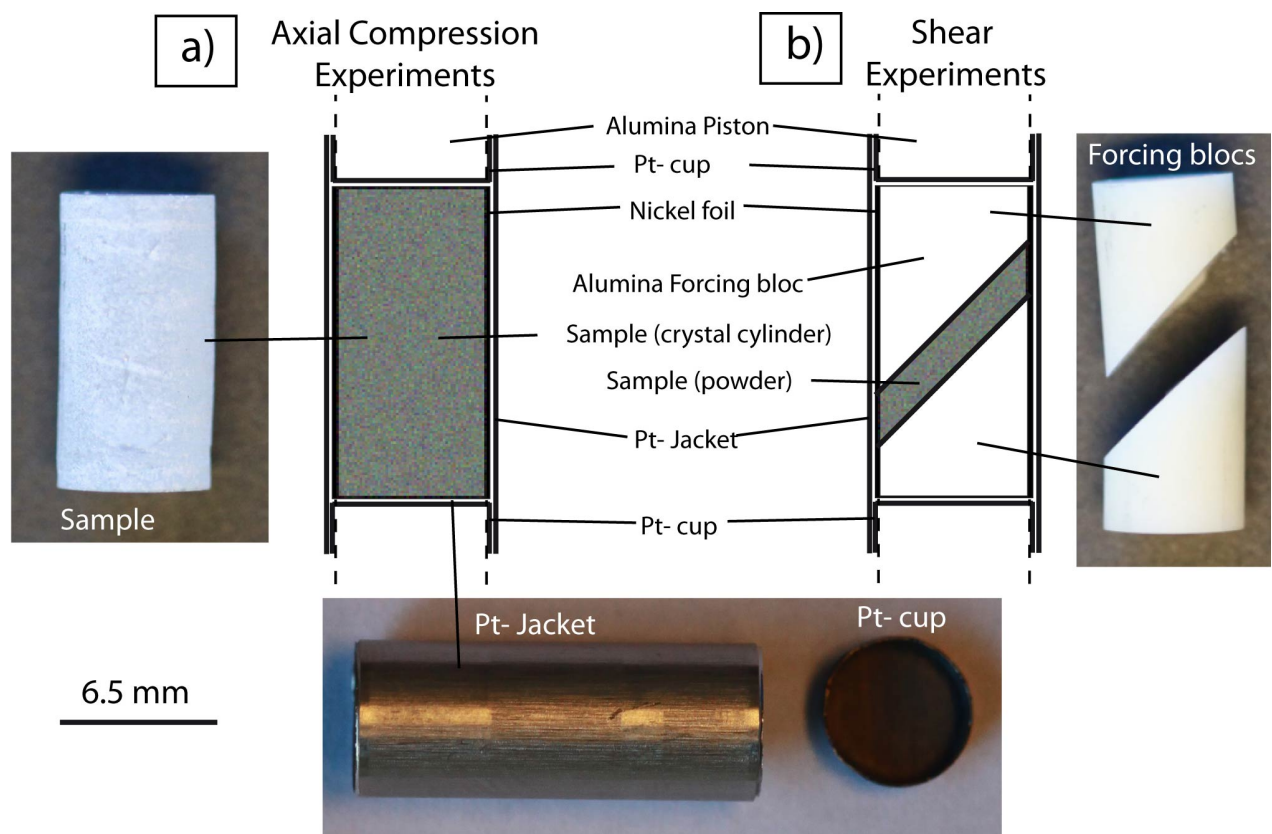 a)
Axial Compression
Experiments
b)
Shear
Experiments
Alumina Piston
Pt- cup
Nickel foil
Alumina Forcing bloc
Sample (crystal cylinder)
Sample (powder)
Pt- Jacket
Pt- cup
Sample
Forcing blocs
Pt- Jacket
Pt- cup
6.5 mm